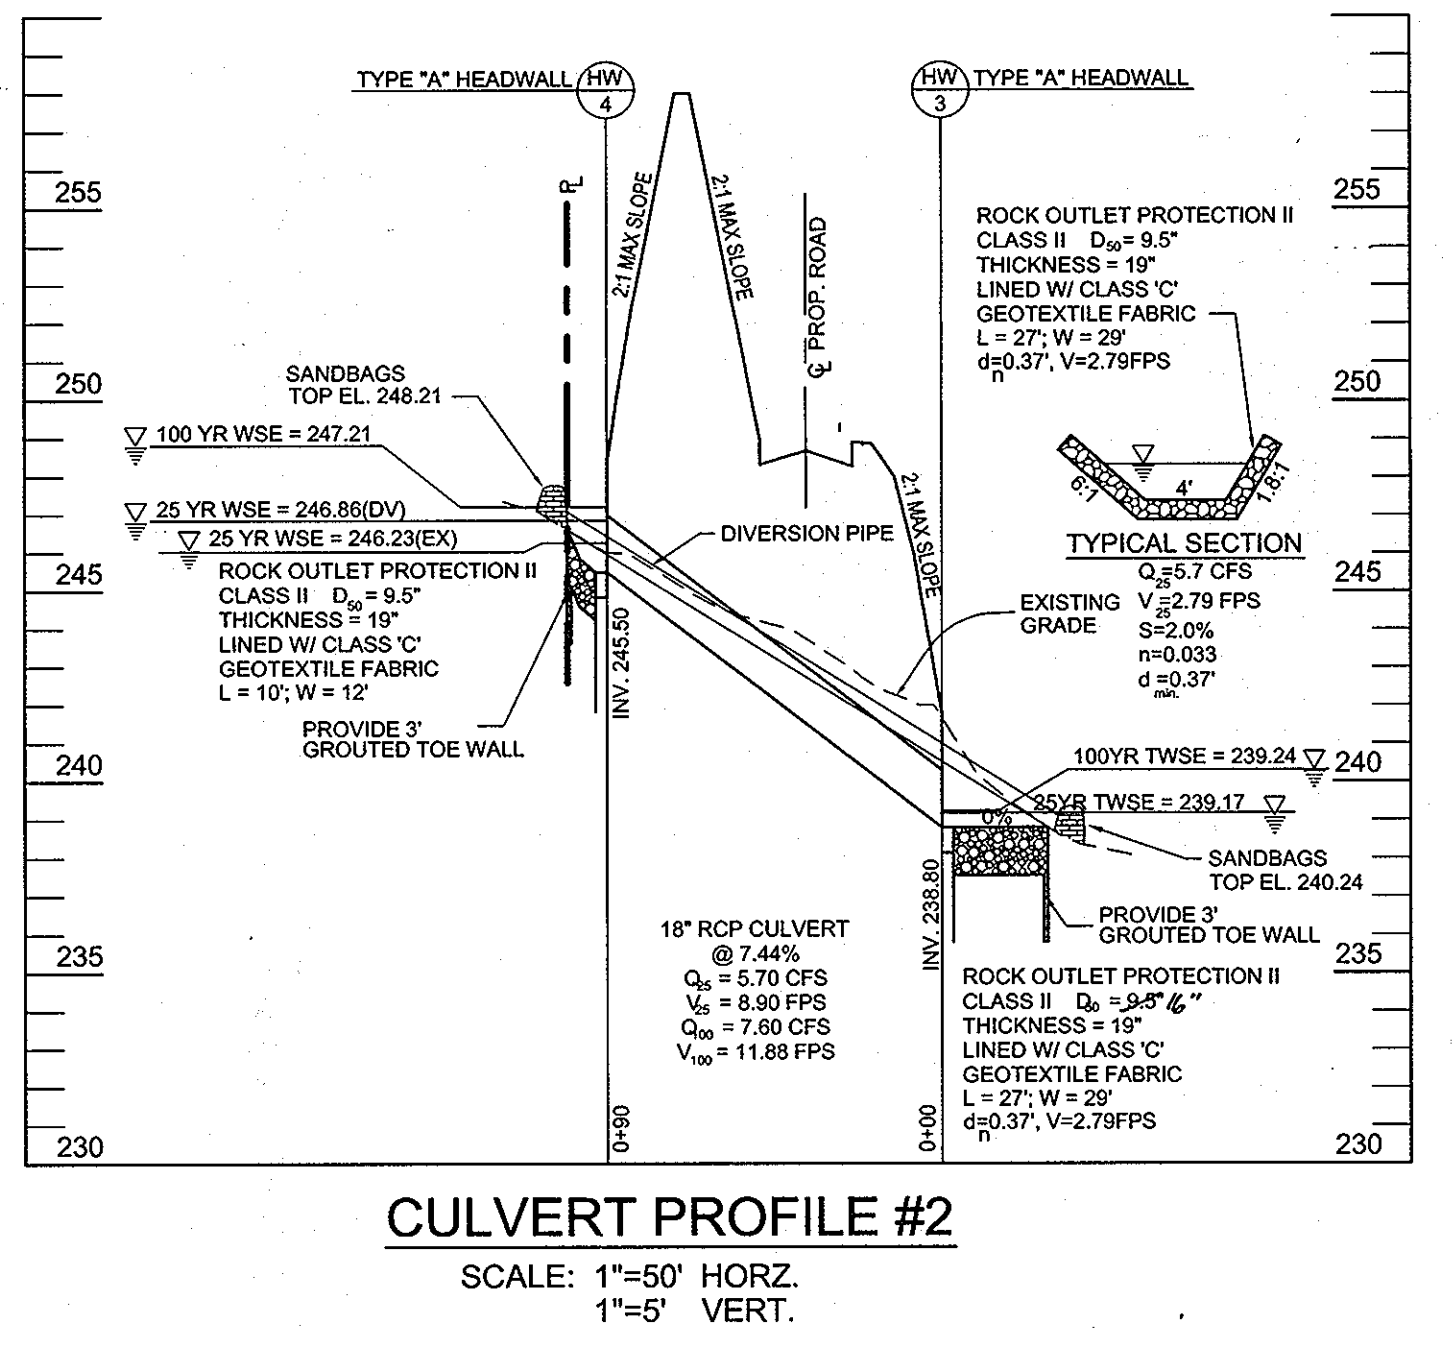 TYPE "A" HEADWALL
HW
4
HW
3
TYPE "A" HEADWALL
255
250
245
240
235
230
255
250
245
240
235
230
PL
2:1 MAX SLOPE
2:1 MAX SLOPE
CL PROP. ROAD
2:1 MAX SLOPE
ROCK OUTLET PROTECTION II
CLASS II D50= 9.5"
THICKNESS = 19"
LINED W/ CLASS 'C'
GEOTEXTILE FABRIC
L = 27'; W = 29'
dn=0.37', V=2.79FPS
SANDBAGS
TOP EL. 248.21
100 YR WSE = 247.21
25 YR WSE = 246.86(DV)
25 YR WSE = 246.23(EX)
ROCK OUTLET PROTECTION II
CLASS II D50 = 9.5"
THICKNESS = 19"
LINED W/ CLASS 'C'
GEOTEXTILE FABRIC
L = 10'; W = 12'
PROVIDE 3'
GROUTED TOE WALL
DIVERSION PIPE
INV. 245.50
6:1
4'
1.8:1
TYPICAL SECTION
Q25=5.7 CFS
V25=2.79 FPS
S=2.0%
n=0.033
dmin.=0.37'
EXISTING
GRADE
100YR TWSE = 239.24
25YR TWSE = 239.17
0%
SANDBAGS
TOP EL. 240.24
PROVIDE 3'
GROUTED TOE WALL
INV. 238.80
18" RCP CULVERT
@ 7.44%
Q25 = 5.70 CFS
V25 = 8.90 FPS
Q100 = 7.60 CFS
V100 = 11.88 FPS
ROCK OUTLET PROTECTION II
CLASS II D50 = 9.5" 16"
THICKNESS = 19"
LINED W/ CLASS 'C'
GEOTEXTILE FABRIC
L = 27'; W = 29'
dn=0.37', V=2.79FPS
0+90
0+00
CULVERT PROFILE #2
SCALE: 1"=50' HORZ.
1"=5' VERT.